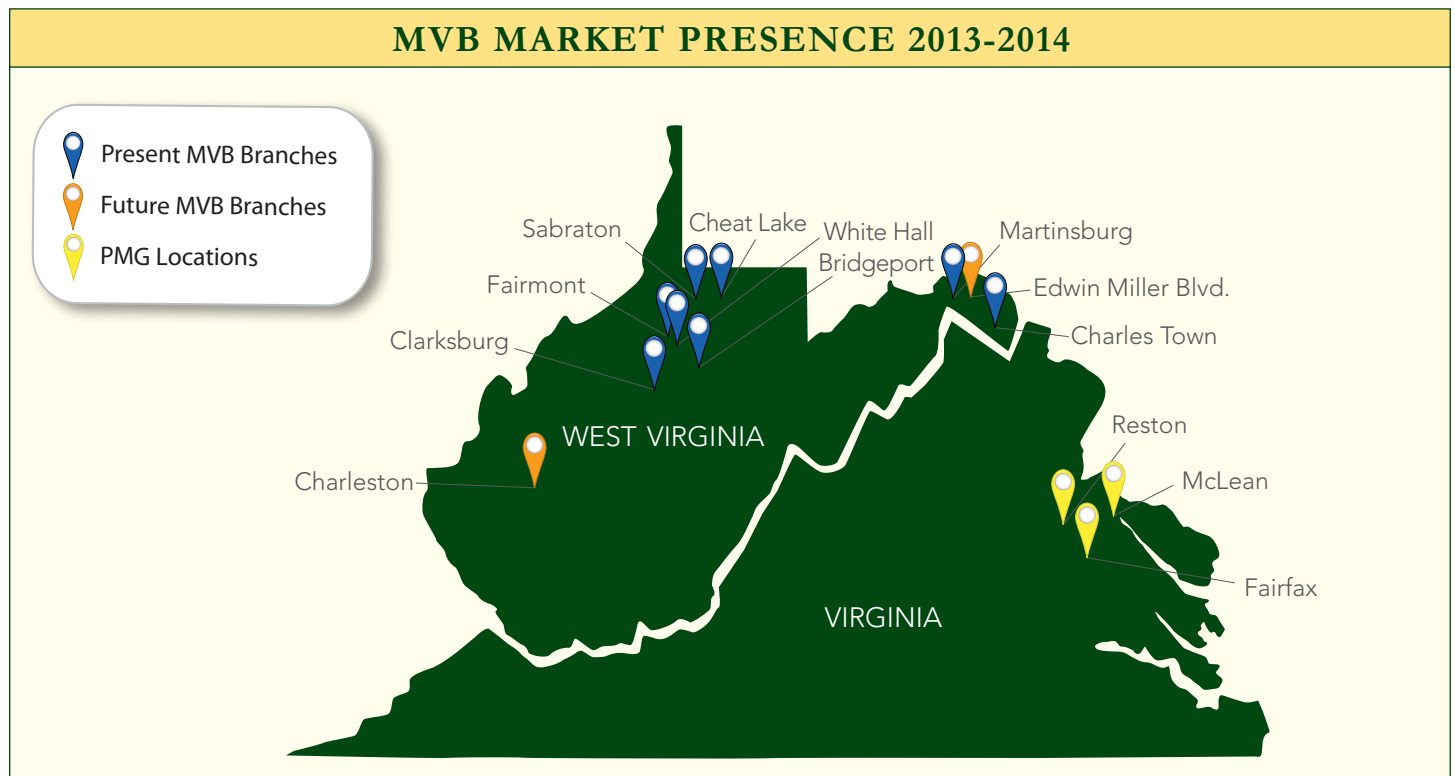 MVB MARKET PRESENCE 2013-2014
Present MVB Branches
Future MVB Branches
PMG Locations
Sabraton
Cheat Lake
White Hall
Bridgeport
Martinsburg
Fairmont
Edwin Miller Blvd.
Clarksburg
Charles Town
WEST VIRGINIA
Reston
Charleston
McLean
Fairfax
VIRGINIA